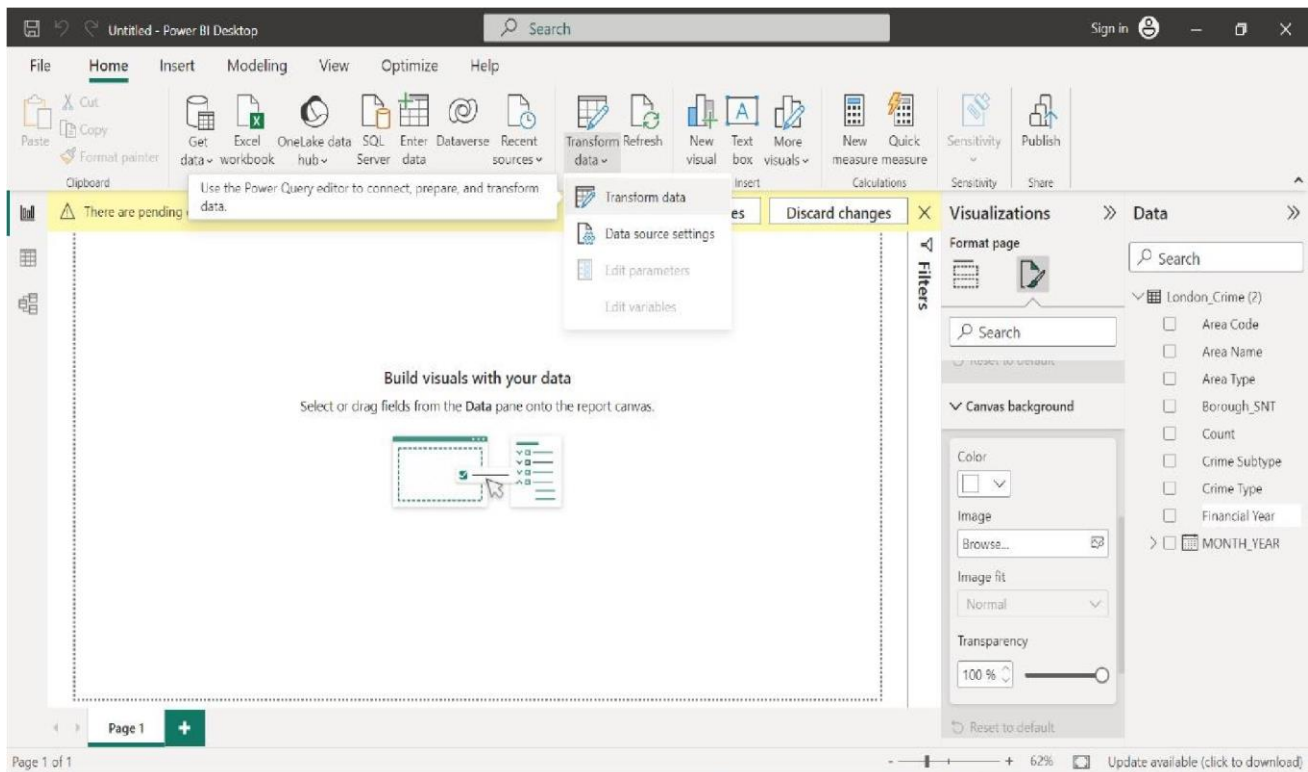 Untitled - Power BI Desktop
Search
Sign in
File Home Insert Modeling View Optimize Help
Paste
Cut
Copy
Format painter
Get data
Excel workbook
OneLake data hub
SQL Server
Enter data
Dataverse
Recent sources
Transform data
Refresh
New visual
Text box
More visuals
New measure
Quick measure
Sensitivity
Publish
Clipboard
Insert
Calculations
Sensitivity
Share
Use the Power Query editor to connect, prepare, and transform
data.
There are pending
es
Discard changes
Transform data
Data source settings
Edit parameters
Edit variables
Build visuals with your data
Select or drag fields from the Data pane onto the report canvas.
Filters
Visualizations
Format page
Search
Reset to default
Canvas background
Color
Image
Browse...
Image fit
Normal
Transparency
100 %
Reset to default
Data
Search
London_Crime (2)
Area Code
Area Name
Area Type
Borough_SNT
Count
Crime Subtype
Crime Type
Financial Year
MONTH_YEAR
Page 1
Page 1 of 1
62%
Update available (click to download)